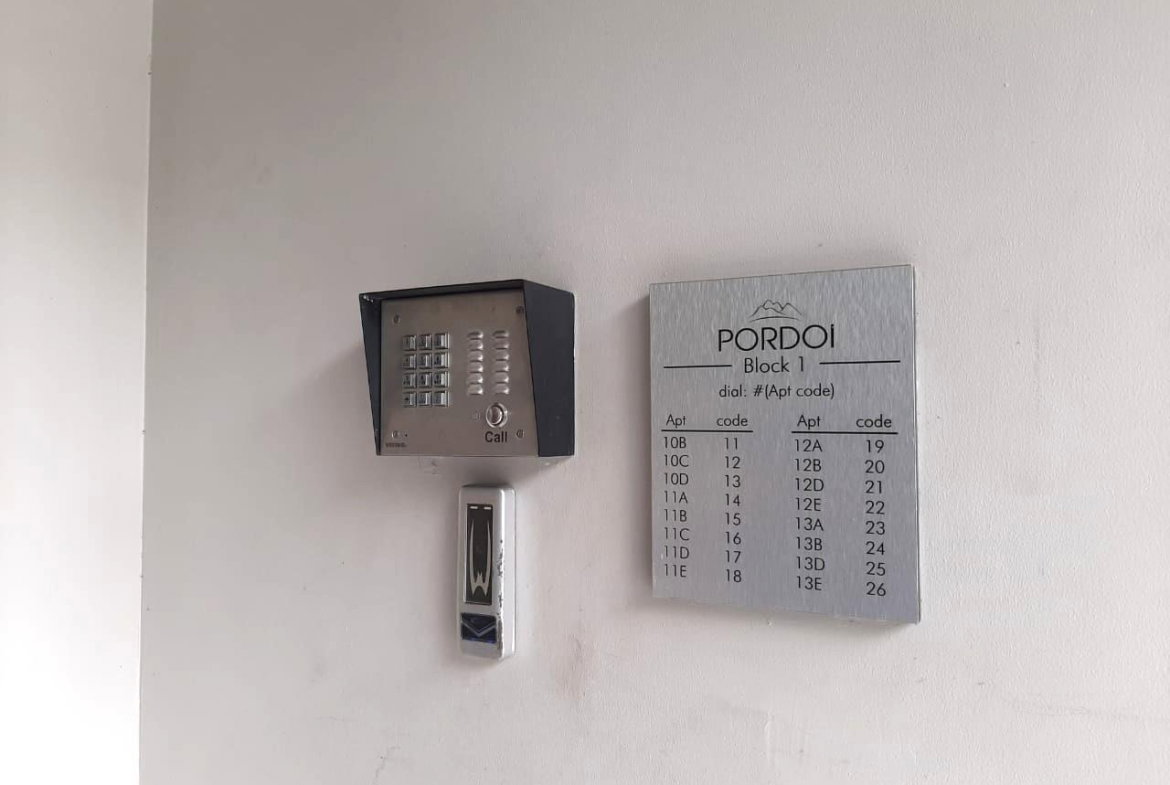 Call
PORDOi
Block 1
dial: #(Apt code)
Apt code Apt code
10B 11 12A 19
10C 12 12B 20
10D 13 12D 21
11A 14 12E 22
11B 15 13A 23
11C 16 13B 24
11D 17 13D 25
11E 18 13E 26